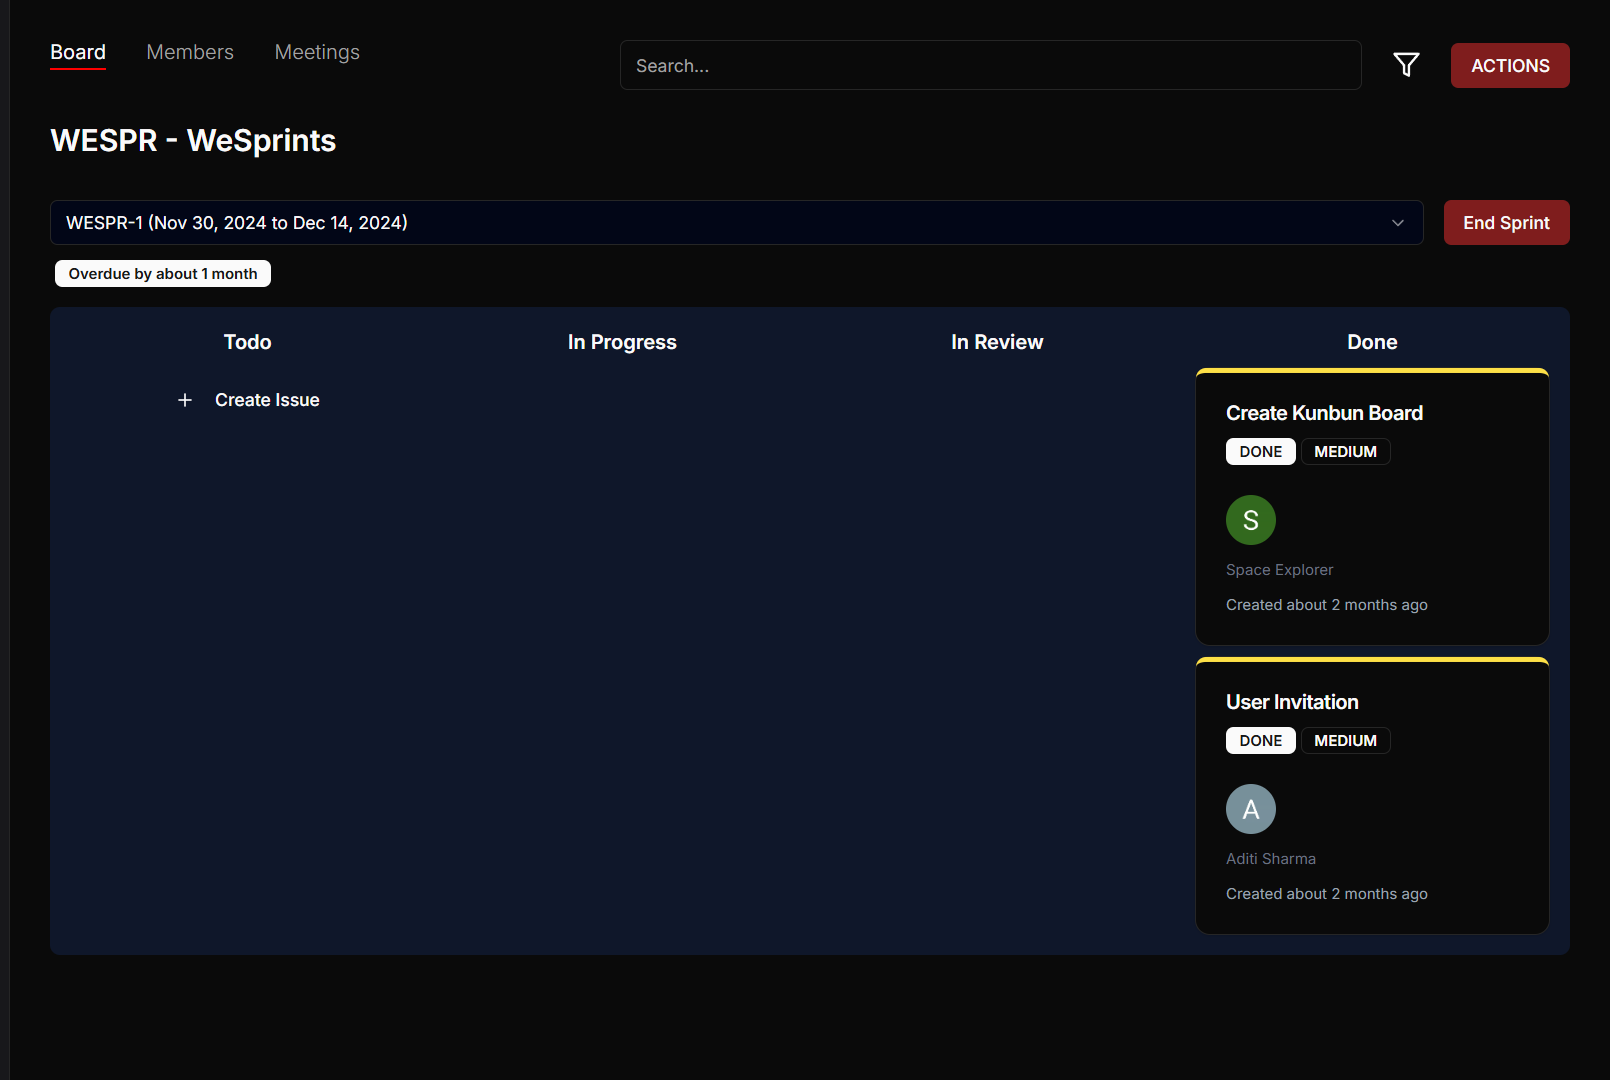 Board Members Meetings
Search...
ACTIONS
WESPR - WeSprints
WESPR-1 (Nov 30, 2024 to Dec 14, 2024)
End Sprint
Overdue by about 1 month
Todo
In Progress
In Review
Done
+ Create Issue
Create Kunbun Board
DONE MEDIUM
S
Space Explorer
Created about 2 months ago
User Invitation
DONE MEDIUM
A
Aditi Sharma
Created about 2 months ago